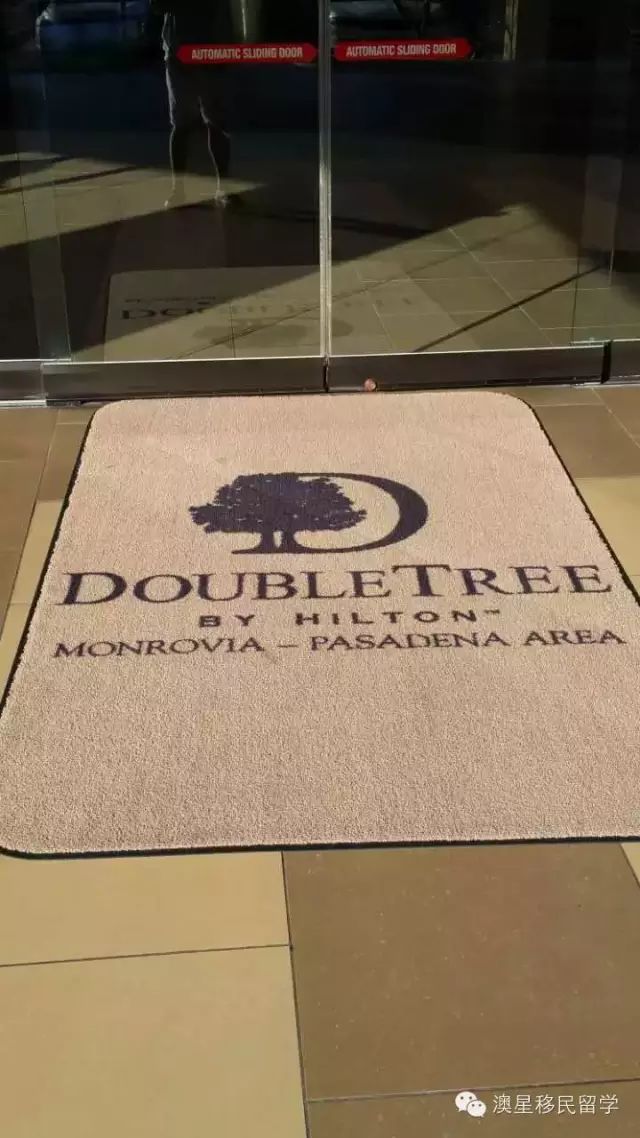 AUTOMATIC SLIDING DOOR
AUTOMATIC SLIDING DOOR
DOUBLETREE
BY HILTON™
MONROVIA – PASADENA AREA
澳星移民留学